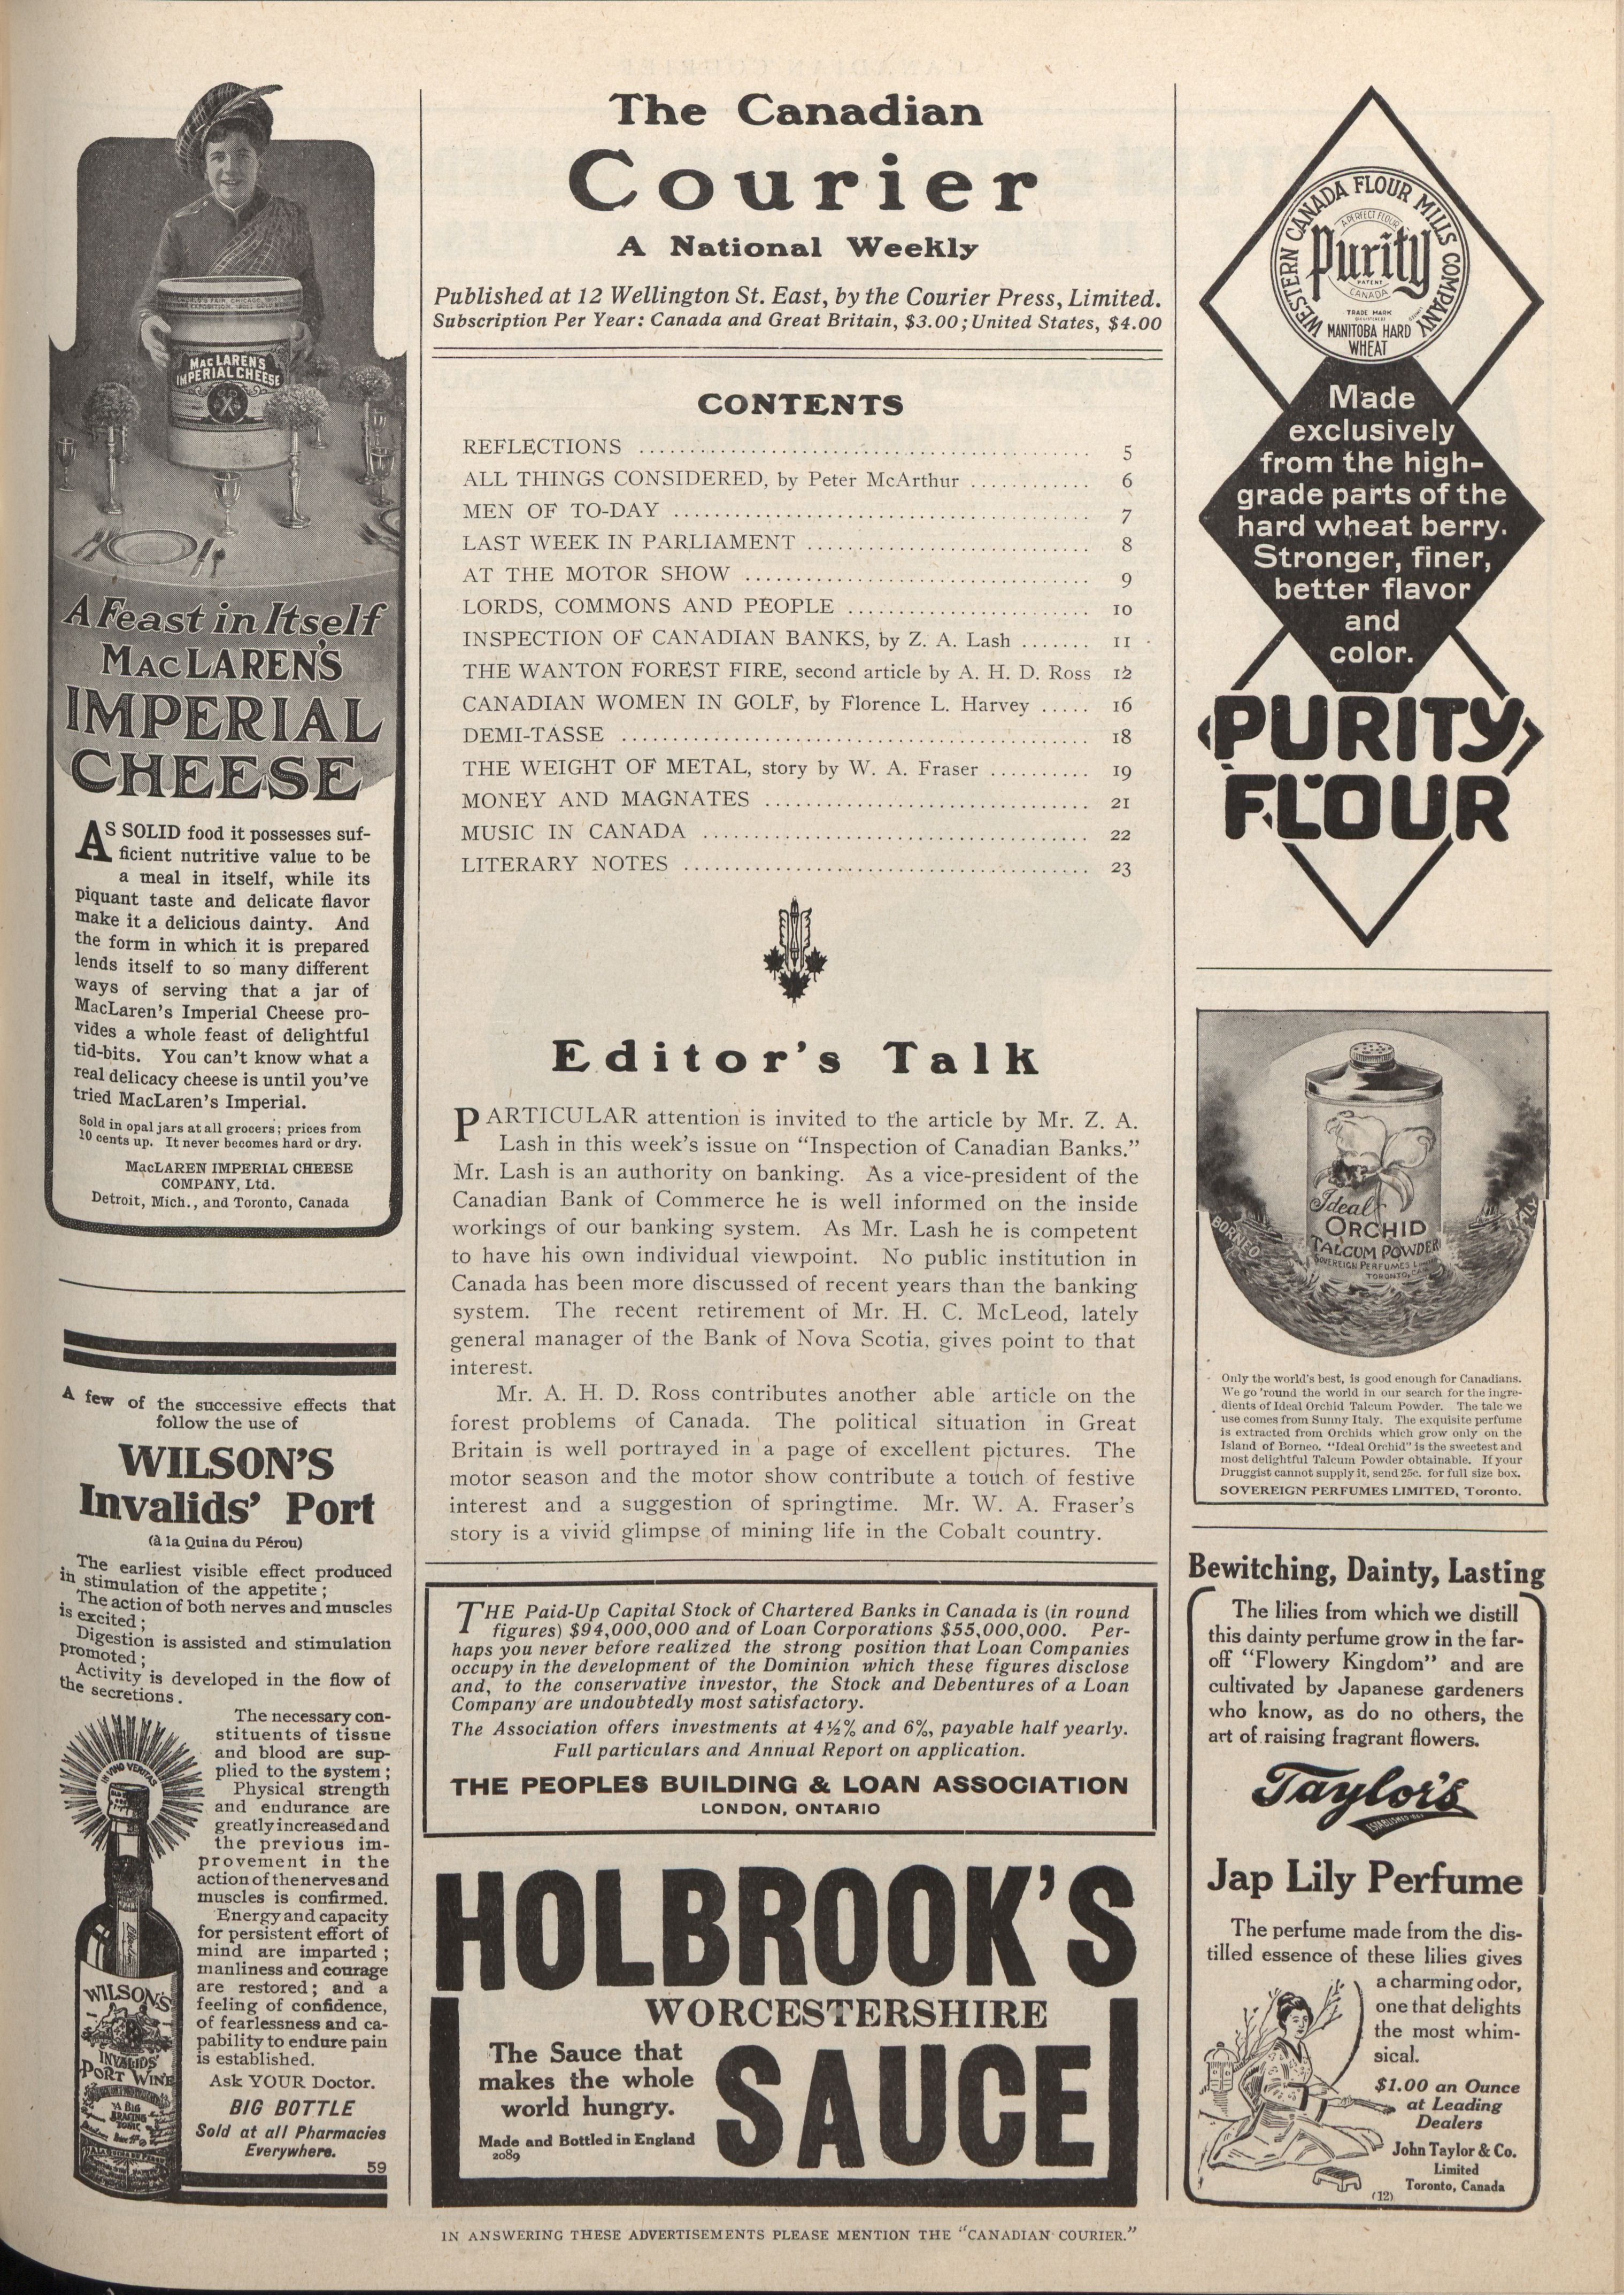 MACLAREN'S
IMPERIAL CHEESE
A Feast in Itself
MACLAREN'S
IMPERIAL
CHEESE
AS SOLID food it possesses suf-
ficient nutritive value to be
a meal in itself, while its
piquant taste and delicate flavor
make it a delicious dainty. And
the form in which it is prepared
lends itself to so many different
ways of serving that a jar of
MacLaren's Imperial Cheese pro-
vides a whole feast of delightful
tid-bits. You can't know what a
real delicacy cheese is until you've
tried MacLaren's Imperial.
Sold in opal jars at all grocers; prices from
10 cents up. It never becomes hard or dry.
MacLAREN IMPERIAL CHEESE
COMPANY, Ltd.
Detroit, Mich., and Toronto, Canada
A few of the successive effects that
follow the use of
WILSON'S
Invalids' Port
(à la Quina du Pérou)
The earliest visible effect produced
in stimulation of the appetite;
The action of both nerves and muscles
is excited;
Digestion is assisted and stimulation
promoted;
Activity is developed in the flow of
the secretions.
The necessary con-
stituents of tissue
and blood are sup-
plied to the system;
Physical strength
and endurance are
greatly increased and
the previous im-
provement in the
action of the nerves and
muscles is confirmed.
Energy and capacity
for persistent effort of
mind are imparted;
manliness and courage
are restored; and a
feeling of confidence,
of fearlessness and ca-
pability to endure pain
is established.
Ask YOUR Doctor.
BIG BOTTLE
Sold at all Pharmacies
Everywhere.
59
IN VINO VERITAS
WILSON'S
INVALIDS'
PORT WINE
A BIG
BRACING
TONIC
The Canadian
Courier
A National Weekly
Published at 12 Wellington St. East, by the Courier Press, Limited.
Subscription Per Year: Canada and Great Britain, $3.00; United States, $4.00
CONTENTS
REFLECTIONS ........ 5
ALL THINGS CONSIDERED, by Peter McArthur ........ 6
MEN OF TO-DAY ........ 7
LAST WEEK IN PARLIAMENT ........ 8
AT THE MOTOR SHOW ........ 9
LORDS, COMMONS AND PEOPLE ........ 10
INSPECTION OF CANADIAN BANKS, by Z. A. Lash ....... 11
THE WANTON FOREST FIRE, second article by A. H. D. Ross 12
CANADIAN WOMEN IN GOLF, by Florence L. Harvey ..... 16
DEMI-TASSE ........ 18
THE WEIGHT OF METAL, story by W. A. Fraser ........ 19
MONEY AND MAGNATES ........ 21
MUSIC IN CANADA ........ 22
LITERARY NOTES ........ 23
Editor's Talk
PARTICULAR attention is invited to the article by Mr. Z. A.
Lash in this week's issue on "Inspection of Canadian Banks."
Mr. Lash is an authority on banking. As a vice-president of the
Canadian Bank of Commerce he is well informed on the inside
workings of our banking system. As Mr. Lash he is competent
to have his own individual viewpoint. No public institution in
Canada has been more discussed of recent years than the banking
system. The recent retirement of Mr. H. C. McLeod, lately
general manager of the Bank of Nova Scotia, gives point to that
interest.
Mr. A. H. D. Ross contributes another able article on the
forest problems of Canada. The political situation in Great
Britain is well portrayed in a page of excellent pictures. The
motor season and the motor show contribute a touch of festive
interest and a suggestion of springtime. Mr. W. A. Fraser's
story is a vivid glimpse of mining life in the Cobalt country.
THE Paid-Up Capital Stock of Chartered Banks in Canada is (in round
figures) $94,000,000 and of Loan Corporations $55,000,000. Per-
haps you never before realized the strong position that Loan Companies
occupy in the development of the Dominion which these figures disclose
and, to the conservative investor, the Stock and Debentures of a Loan
Company are undoubtedly most satisfactory.
The Association offers investments at 4½% and 6%, payable half yearly.
Full particulars and Annual Report on application.
THE PEOPLES BUILDING & LOAN ASSOCIATION
LONDON, ONTARIO
HOLBROOK'S
WORCESTERSHIRE
SAUCE
The Sauce that
makes the whole
world hungry.
Made and Bottled in England
2089
WESTERN CANADA FLOUR MILLS COMPANY
A PERFECT FLOUR
Purity
PATENT
CANADA
TRADE MARK
MANITOBA HARD
WHEAT
Made
exclusively
from the high-
grade parts of the
hard wheat berry.
Stronger, finer,
better flavor
and
color.
PURITY
FLOUR
BORNEO
ITALY
Ideal
ORCHID
TALCUM POWDER
SOVEREIGN PERFUMES
TORONTO
Only the world's best, is good enough for Canadians.
We go 'round the world in our search for the ingre-
dients of Ideal Orchid Talcum Powder. The talc we
use comes from Sunny Italy. The exquisite perfume
is extracted from Orchids which grow only on the
Island of Borneo. "Ideal Orchid" is the sweetest and
most delightful Talcum Powder obtainable. If your
Druggist cannot supply it, send 25c. for full size box.
SOVEREIGN PERFUMES LIMITED, Toronto.
Bewitching, Dainty, Lasting
The lilies from which we distill
this dainty perfume grow in the far-
off "Flowery Kingdom" and are
cultivated by Japanese gardeners
who know, as do no others, the
art of raising fragrant flowers.
Taylor's
Jap Lily Perfume
The perfume made from the dis-
tilled essence of these lilies gives
a charming odor,
one that delights
the most whim-
sical.
$1.00 an Ounce
at Leading
Dealers
John Taylor & Co.
Limited
Toronto, Canada
(12)
IN ANSWERING THESE ADVERTISEMENTS PLEASE MENTION THE "CANADIAN COURIER."